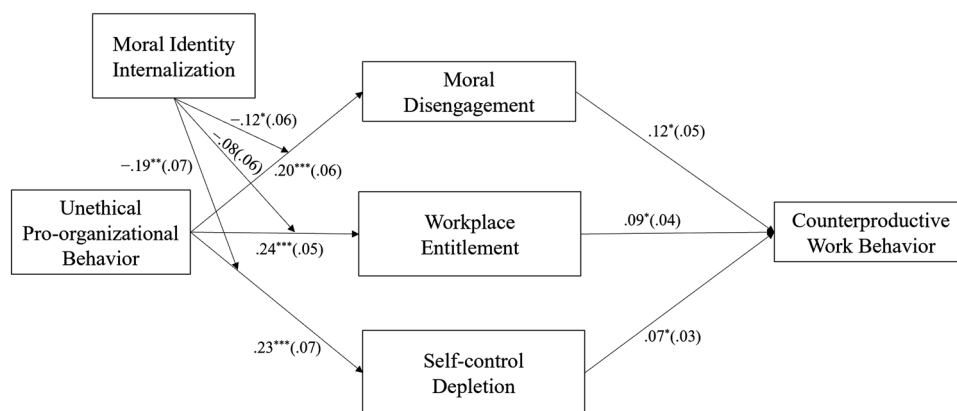 Moral Identity
Internalization
Moral
Disengagement
−.12*(.06)
−.08(.06)
.20***(.06)
−.19**(.07)
.12*(.05)
Unethical
Pro-organizational
Behavior
Workplace
Entitlement
.24***(.05)
.09*(.04)
Counterproductive
Work Behavior
.23***(.07)
Self-control
Depletion
.07*(.03)